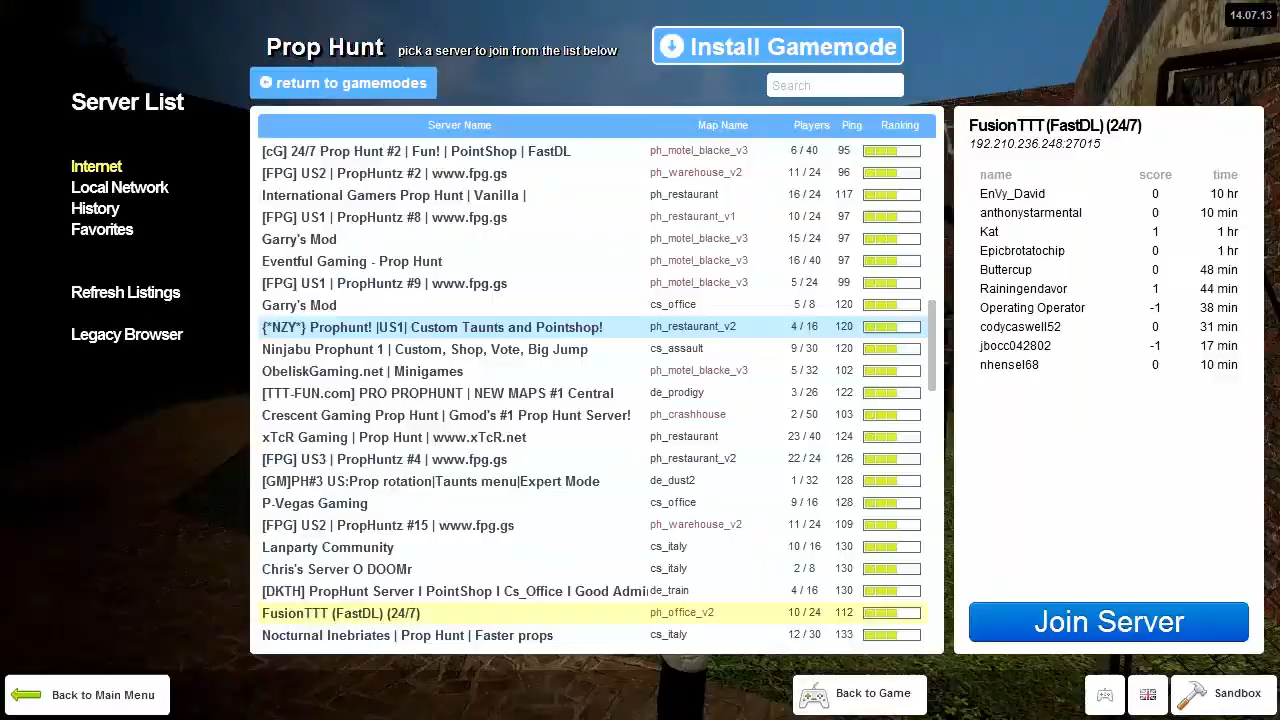 14.07.13
Prop Hunt pick a server to join from the list below
Install Gamemode
return to gamemodes
Search
Server List
Internet
Local Network
History
Favorites
Refresh Listings
Legacy Browser
Server Name Map Name Players Ping Ranking
[cG] 24/7 Prop Hunt #2 | Fun! | PointShop | FastDL ph_motel_blacke_v3 6 / 40 95
[FPG] US2 | PropHuntz #2 | www.fpg.gs ph_warehouse_v2 11 / 24 96
International Gamers Prop Hunt | Vanilla | ph_restaurant 16 / 24 117
[FPG] US1 | PropHuntz #8 | www.fpg.gs ph_restaurant_v1 10 / 24 97
Garry's Mod ph_motel_blacke_v3 15 / 24 97
Eventful Gaming - Prop Hunt ph_motel_blacke_v3 16 / 40 97
[FPG] US1 | PropHuntz #9 | www.fpg.gs ph_motel_blacke_v3 5 / 24 99
Garry's Mod cs_office 5 / 8 120
{*NZY*} Prophunt! |US1| Custom Taunts and Pointshop! ph_restaurant_v2 4 / 16 120
Ninjabu Prophunt 1 | Custom, Shop, Vote, Big Jump cs_assault 9 / 30 120
ObeliskGaming.net | Minigames ph_motel_blacke_v3 5 / 32 102
[TTT-FUN.com] PRO PROPHUNT | NEW MAPS #1 Central de_prodigy 3 / 26 122
Crescent Gaming Prop Hunt | Gmod's #1 Prop Hunt Server! ph_crashhouse 2 / 50 103
xTcR Gaming | Prop Hunt | www.xTcR.net ph_restaurant 23 / 40 124
[FPG] US3 | PropHuntz #4 | www.fpg.gs ph_restaurant_v2 22 / 24 126
[GM]PH#3 US:Prop rotation|Taunts menu|Expert Mode de_dust2 1 / 32 128
P-Vegas Gaming cs_office 9 / 16 128
[FPG] US2 | PropHuntz #15 | www.fpg.gs ph_warehouse_v2 11 / 24 109
Lanparty Community cs_italy 10 / 16 130
Chris's Server O DOOMr cs_italy 2 / 8 130
[DKTH] PropHunt Server I PointShop I Cs_Office I Good Admi de_train 4 / 16 130
FusionTTT (FastDL) (24/7) ph_office_v2 10 / 24 112
Nocturnal Inebriates | Prop Hunt | Faster props cs_italy 12 / 30 133
FusionTTT (FastDL) (24/7)
192.210.236.248:27015
name score time
EnVy_David 0 10 hr
anthonystarmental 0 10 min
Kat 1 1 hr
Epicbrotatochip 0 1 hr
Buttercup 0 48 min
Rainingendavor 1 44 min
Operating Operator -1 38 min
codycaswell52 0 31 min
jbocc042802 -1 17 min
nhensel68 0 10 min
Join Server
Back to Main Menu
Back to Game
Sandbox